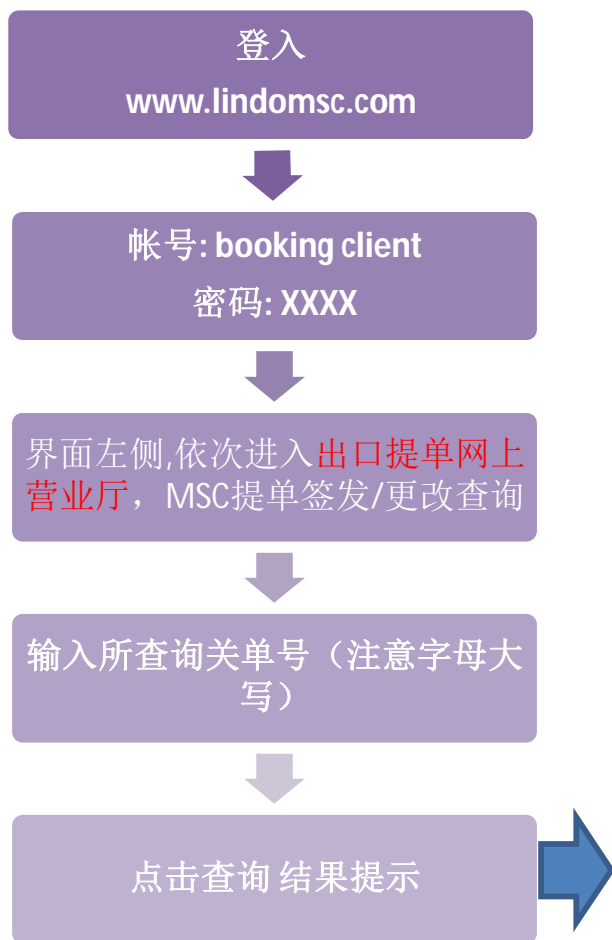 登入
www.lindomsc.com
帐号: booking client
密码: XXXX
界面左侧,依次进入出口提单网上
营业厅，MSC提单签发/更改查询
输入所查询关单号（注意字母大
写）
点击查询 结果提示